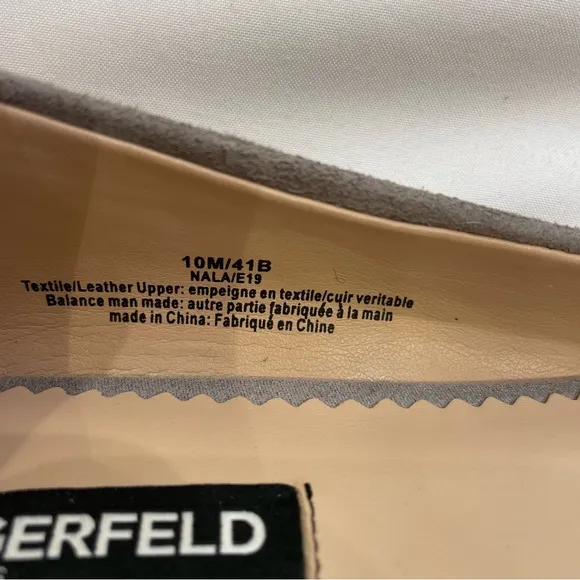 10M/41B
NALA/E19
Textile/Leather Upper: empeigne en textile/cuir veritable
Balance man made: autre partie fabriquée à la main
made in China: Fabriqué en Chine
GERFELD